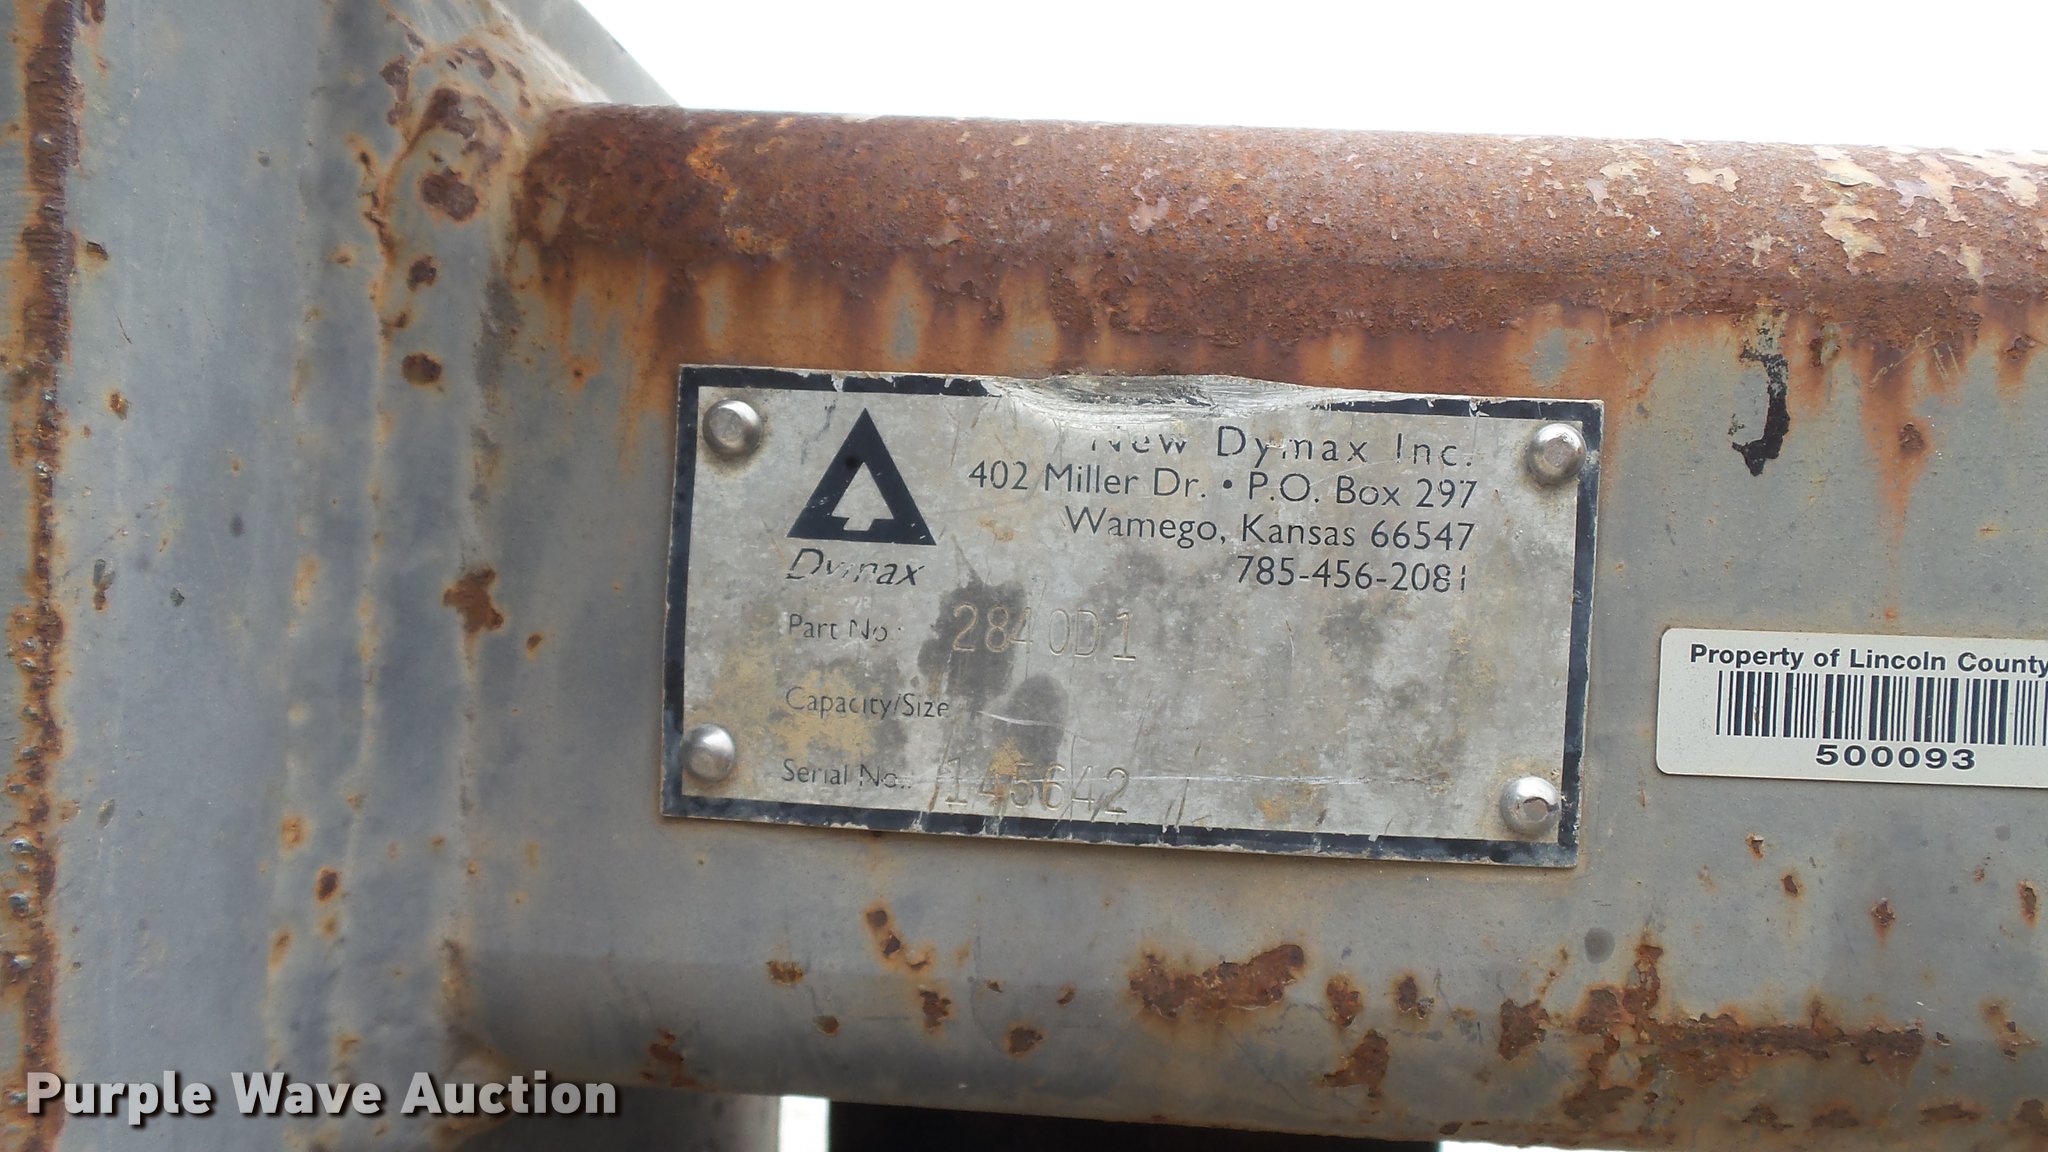 New Dymax Inc.
402 Miller Dr. • P.O. Box 297
Wamego, Kansas 66547
785-456-2081
Dymax
Part No.: 2840D1
Capacity/Size
Serial No.: 145642
Property of Lincoln County
500093
Purple Wave Auction